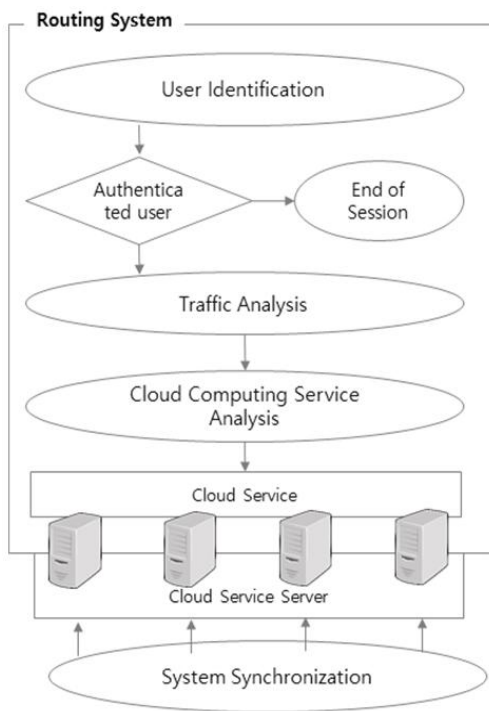 Routing System
User Identification
Authentica
ted user
End of
Session
Traffic Analysis
Cloud Computing Service
Analysis
Cloud Service
Cloud Service Server
System Synchronization